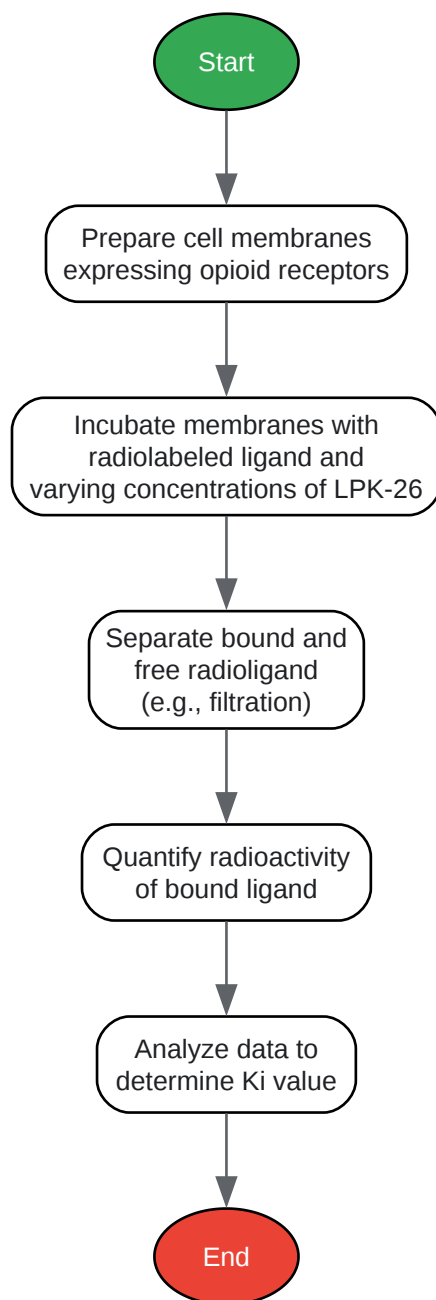 Start
Prepare cell membranes
expressing opioid receptors
Incubate membranes with
radiolabeled ligand and
varying concentrations of LPK-26
Separate bound and
free radioligand
(e.g., filtration)
Quantify radioactivity
of bound ligand
Analyze data to
determine Ki value
End